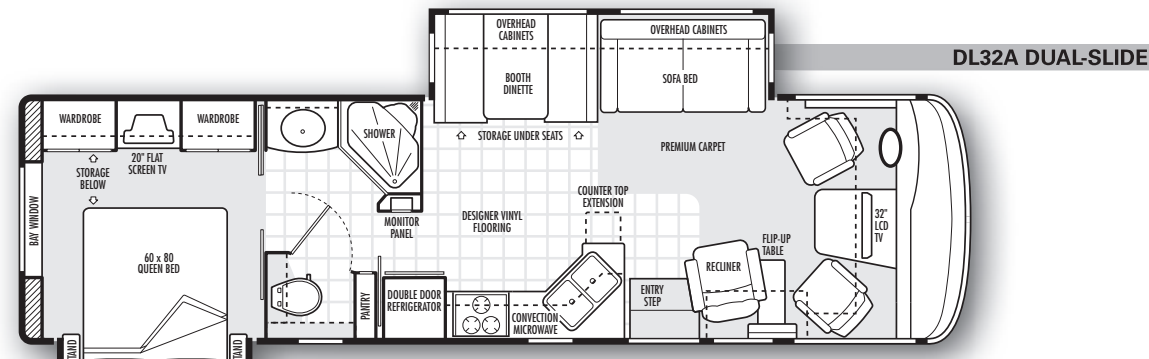 DL32A DUAL-SLIDE
OVERHEAD
CABINETS
BOOTH
DINETTE
OVERHEAD CABINETS
SOFA BED
WARDROBE
WARDROBE
20" FLAT
SCREEN TV
STORAGE
BELOW
SHOWER
STORAGE UNDER SEATS
PREMIUM CARPET
BAY WINDOW
60 x 80
QUEEN BED
MONITOR
PANEL
DESIGNER VINYL
FLOORING
COUNTER TOP
EXTENSION
32"
LCD
TV
FLIP-UP
TABLE
RECLINER
ENTRY
STEP
PANTRY
DOUBLE DOOR
REFRIGERATOR
CONVECTION
MICROWAVE
STAND
STAND